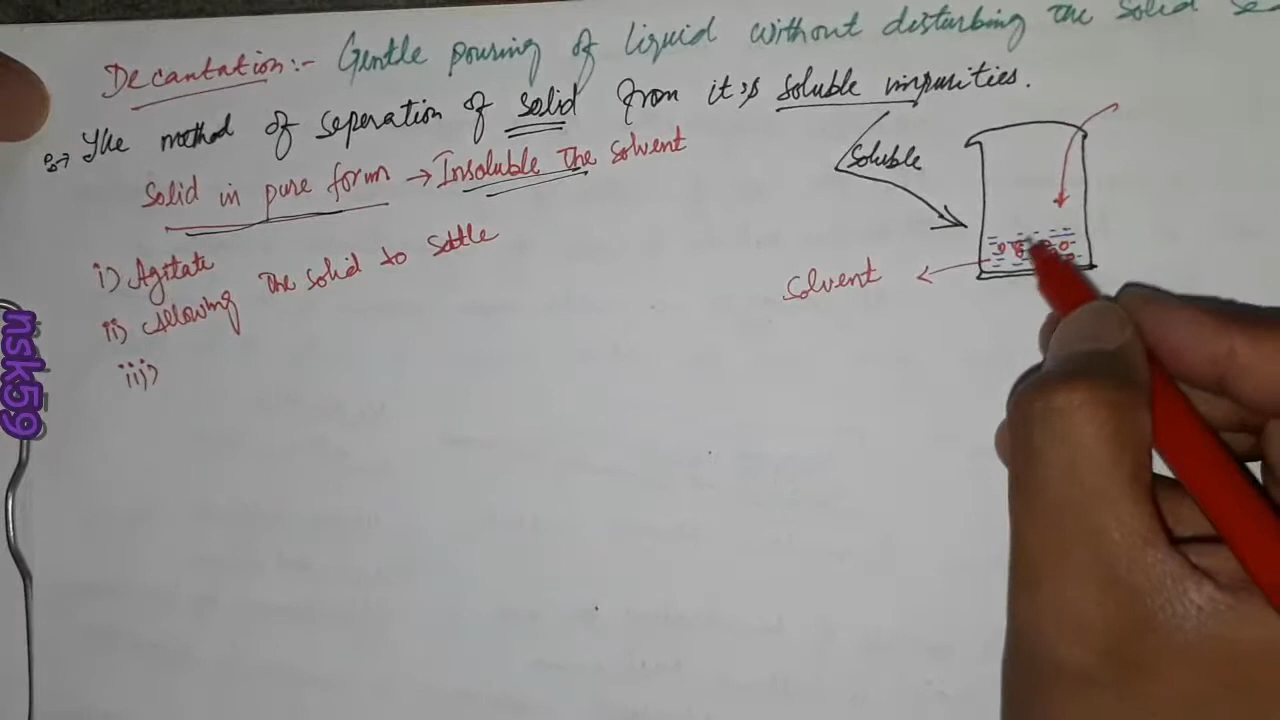 Decantation:- Gentle pouring of liquid without disturbing the solid
The method of seperation of solid from it's soluble impurities.
Solid in pure form → Insoluble the solvent
Soluble
i) Agitate
ii) Allowing the solid to settle
solvent
iii)
nsk59